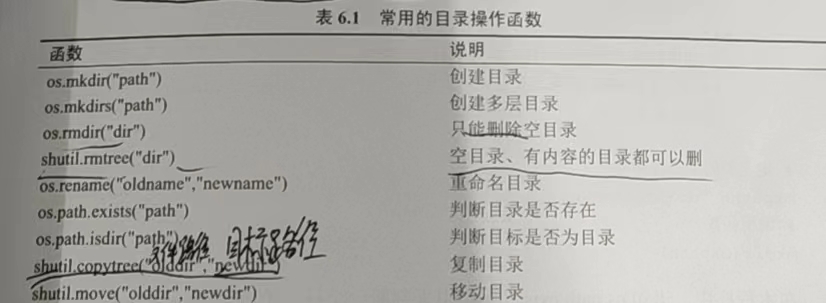 表 6.1 常用的目录操作函数
函数 说明
os.mkdir("path") 创建目录
os.mkdirs("path") 创建多层目录
os.rmdir("dir") 只能删除空目录
shutil.rmtree("dir") 空目录、有内容的目录都可以删
os.rename("oldname","newname") 重命名目录
os.path.exists("path") 判断目录是否存在
os.path.isdir("path") 判断目标是否为目录
文件路径 目标路径
shutil.copytree("olddir","newdir") 复制目录
shutil.move("olddir","newdir") 移动目录